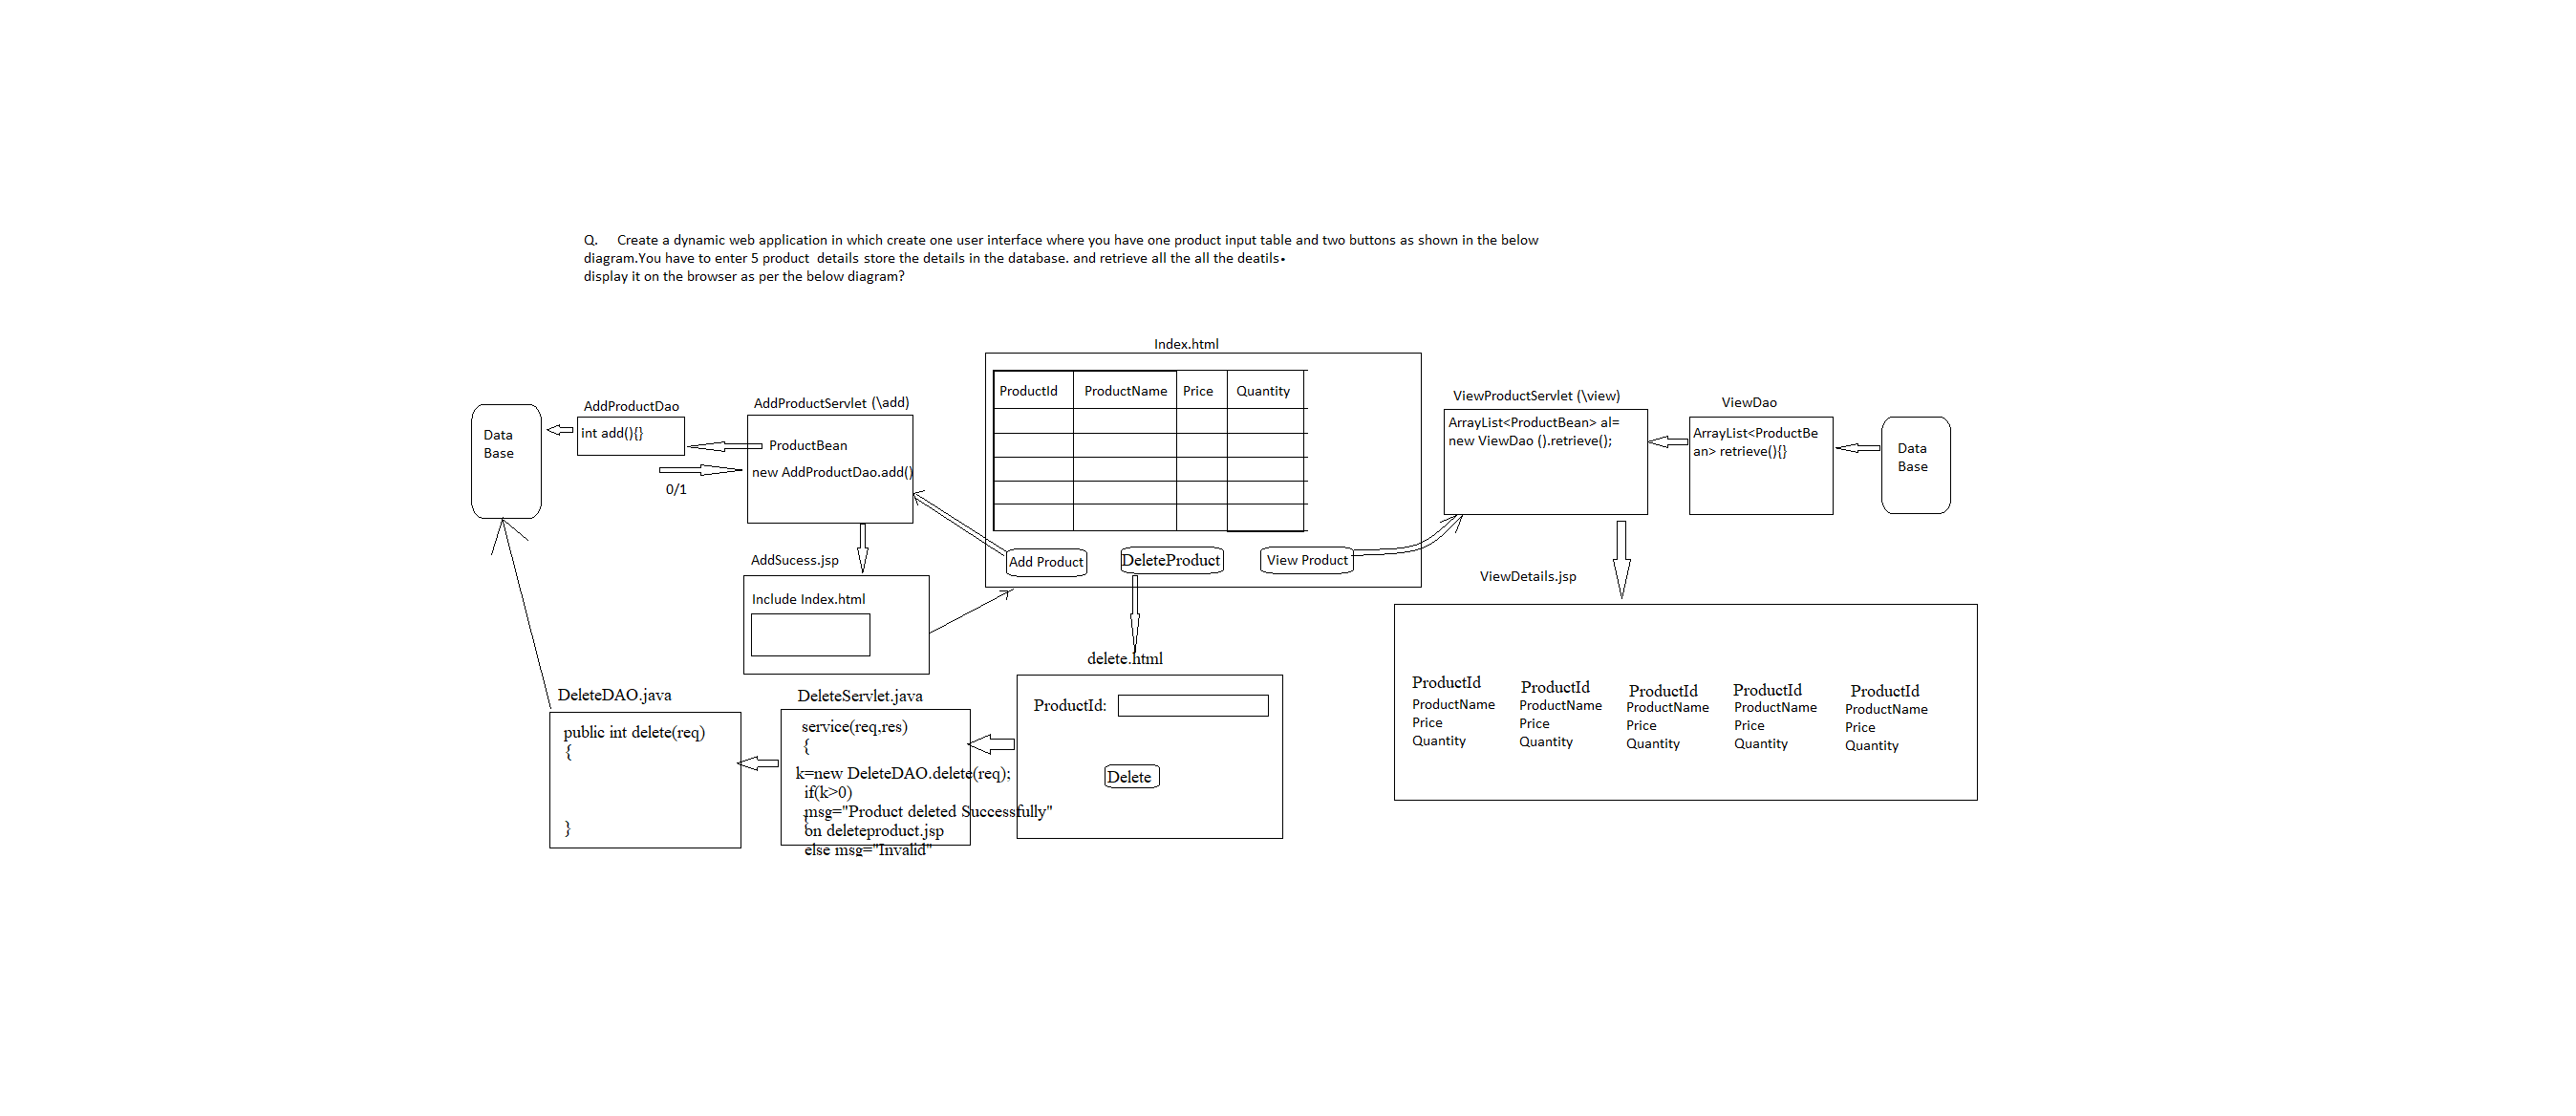 Q. Create a dynamic web application in which create one user interface where you have one product input table and two buttons as shown in the below
diagram.You have to enter 5 product details store the details in the database. and retrieve all the all the deatils.
display it on the browser as per the below diagram?
Index.html
ProductId ProductName Price Quantity
Add Product DeleteProduct View Product
Data
Base
AddProductDao
int add(){}
0/1
AddProductServlet (\add)
ProductBean
new AddProductDao.add()
AddSucess.jsp
Include Index.html
ViewProductServlet (\view)
ArrayList<ProductBean> al=
new ViewDao ().retrieve();
ViewDao
ArrayList<ProductBe
an> retrieve(){}
Data
Base
ViewDetails.jsp
ProductId
ProductName
Price
Quantity
ProductId
ProductName
Price
Quantity
ProductId
ProductName
Price
Quantity
ProductId
ProductName
Price
Quantity
ProductId
ProductName
Price
Quantity
delete.html
ProductId:
Delete
DeleteServlet.java
service(req,res)
{
k=new DeleteDAO.delete(req);
if(k>0)
msg="Product deleted Successfully"
on deleteproduct.jsp
else msg="Invalid"
DeleteDAO.java
public int delete(req)
{
}